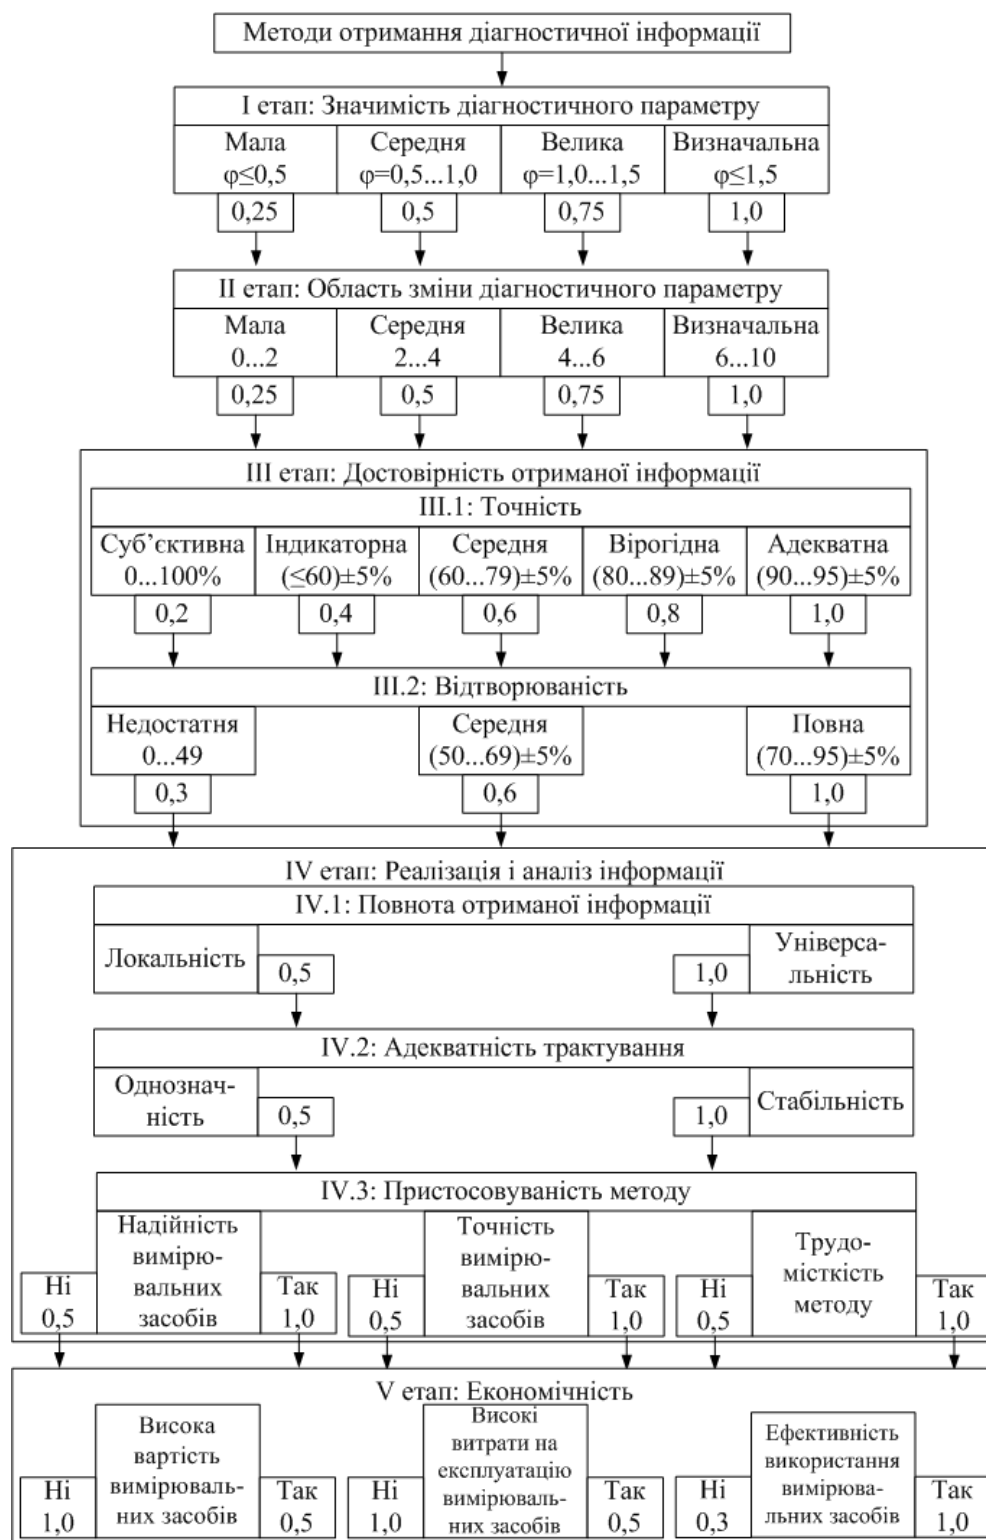 Методи отримання діагностичної інформації
I етап: Значимість діагностичного параметру
Мала Середня Велика Визначальна
φ≤0,5 φ=0,5...1,0 φ=1,0...1,5 φ≤1,5
0,25 0,5 0,75 1,0
II етап: Область зміни діагностичного параметру
Мала Середня Велика Визначальна
0...2 2...4 4...6 6...10
0,25 0,5 0,75 1,0
III етап: Достовірність отриманої інформації
III.1: Точність
Суб’єктивна Індикаторна Середня Вірогідна Адекватна
0...100% (≤60)±5% (60...79)±5% (80...89)±5% (90...95)±5%
0,2 0,4 0,6 0,8 1,0
III.2: Відтворюваність
Недостатня Середня Повна
0...49 (50...69)±5% (70...95)±5%
0,3 0,6 1,0
IV етап: Реалізація і аналіз інформації
IV.1: Повнота отриманої інформації
Локальність
0,5
1,0
Універса-
льність
IV.2: Адекватність трактування
Однознач-
ність
0,5
1,0
Стабільність
IV.3: Пристосовуваність методу
Ні
0,5
Надійність
вимірю-
вальних
засобів
Так
1,0
Ні
0,5
Точність
вимірю-
вальних
засобів
Так
1,0
Ні
0,5
Трудо-
місткість
методу
Так
1,0
V етап: Економічність
Ні
1,0
Висока
вартість
вимірюваль-
них засобів
Так
0,5
Ні
1,0
Високі
витрати на
експлуатацію
вимірюваль-
них засобів
Так
0,5
Ні
0,3
Ефективність
використання
вимірюва-
льних засобів
Так
1,0